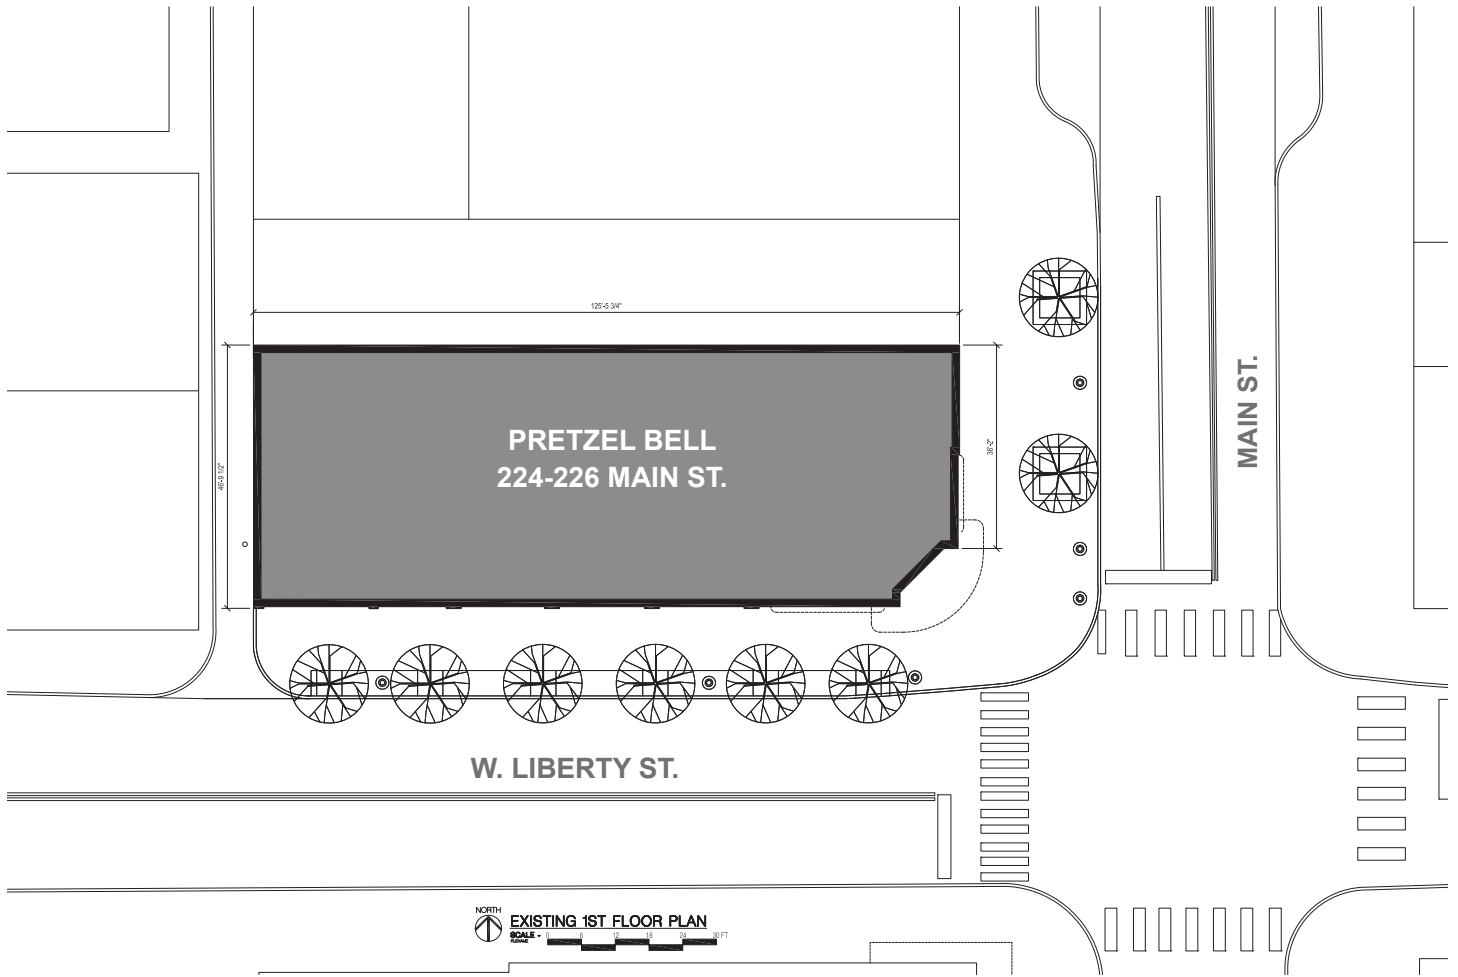 125'-5 3/4"
46'-9 1/2"
36'-2"
PRETZEL BELL
224-226 MAIN ST.
MAIN ST.
W. LIBERTY ST.
NORTH
EXISTING 1ST FLOOR PLAN
SCALE -
0 6 12 18 24 30 FT